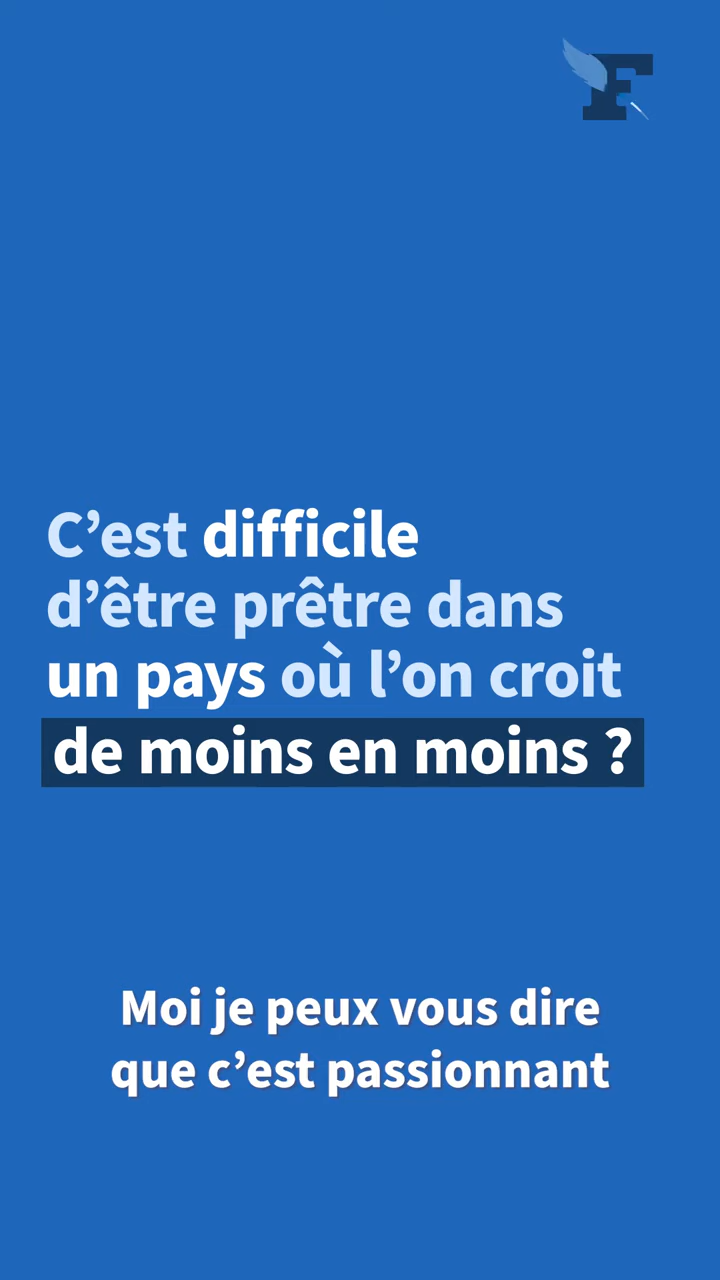 F
C’est difficile
d’être prêtre dans
un pays où l’on croit
de moins en moins ?
Moi je peux vous dire
que c’est passionnant